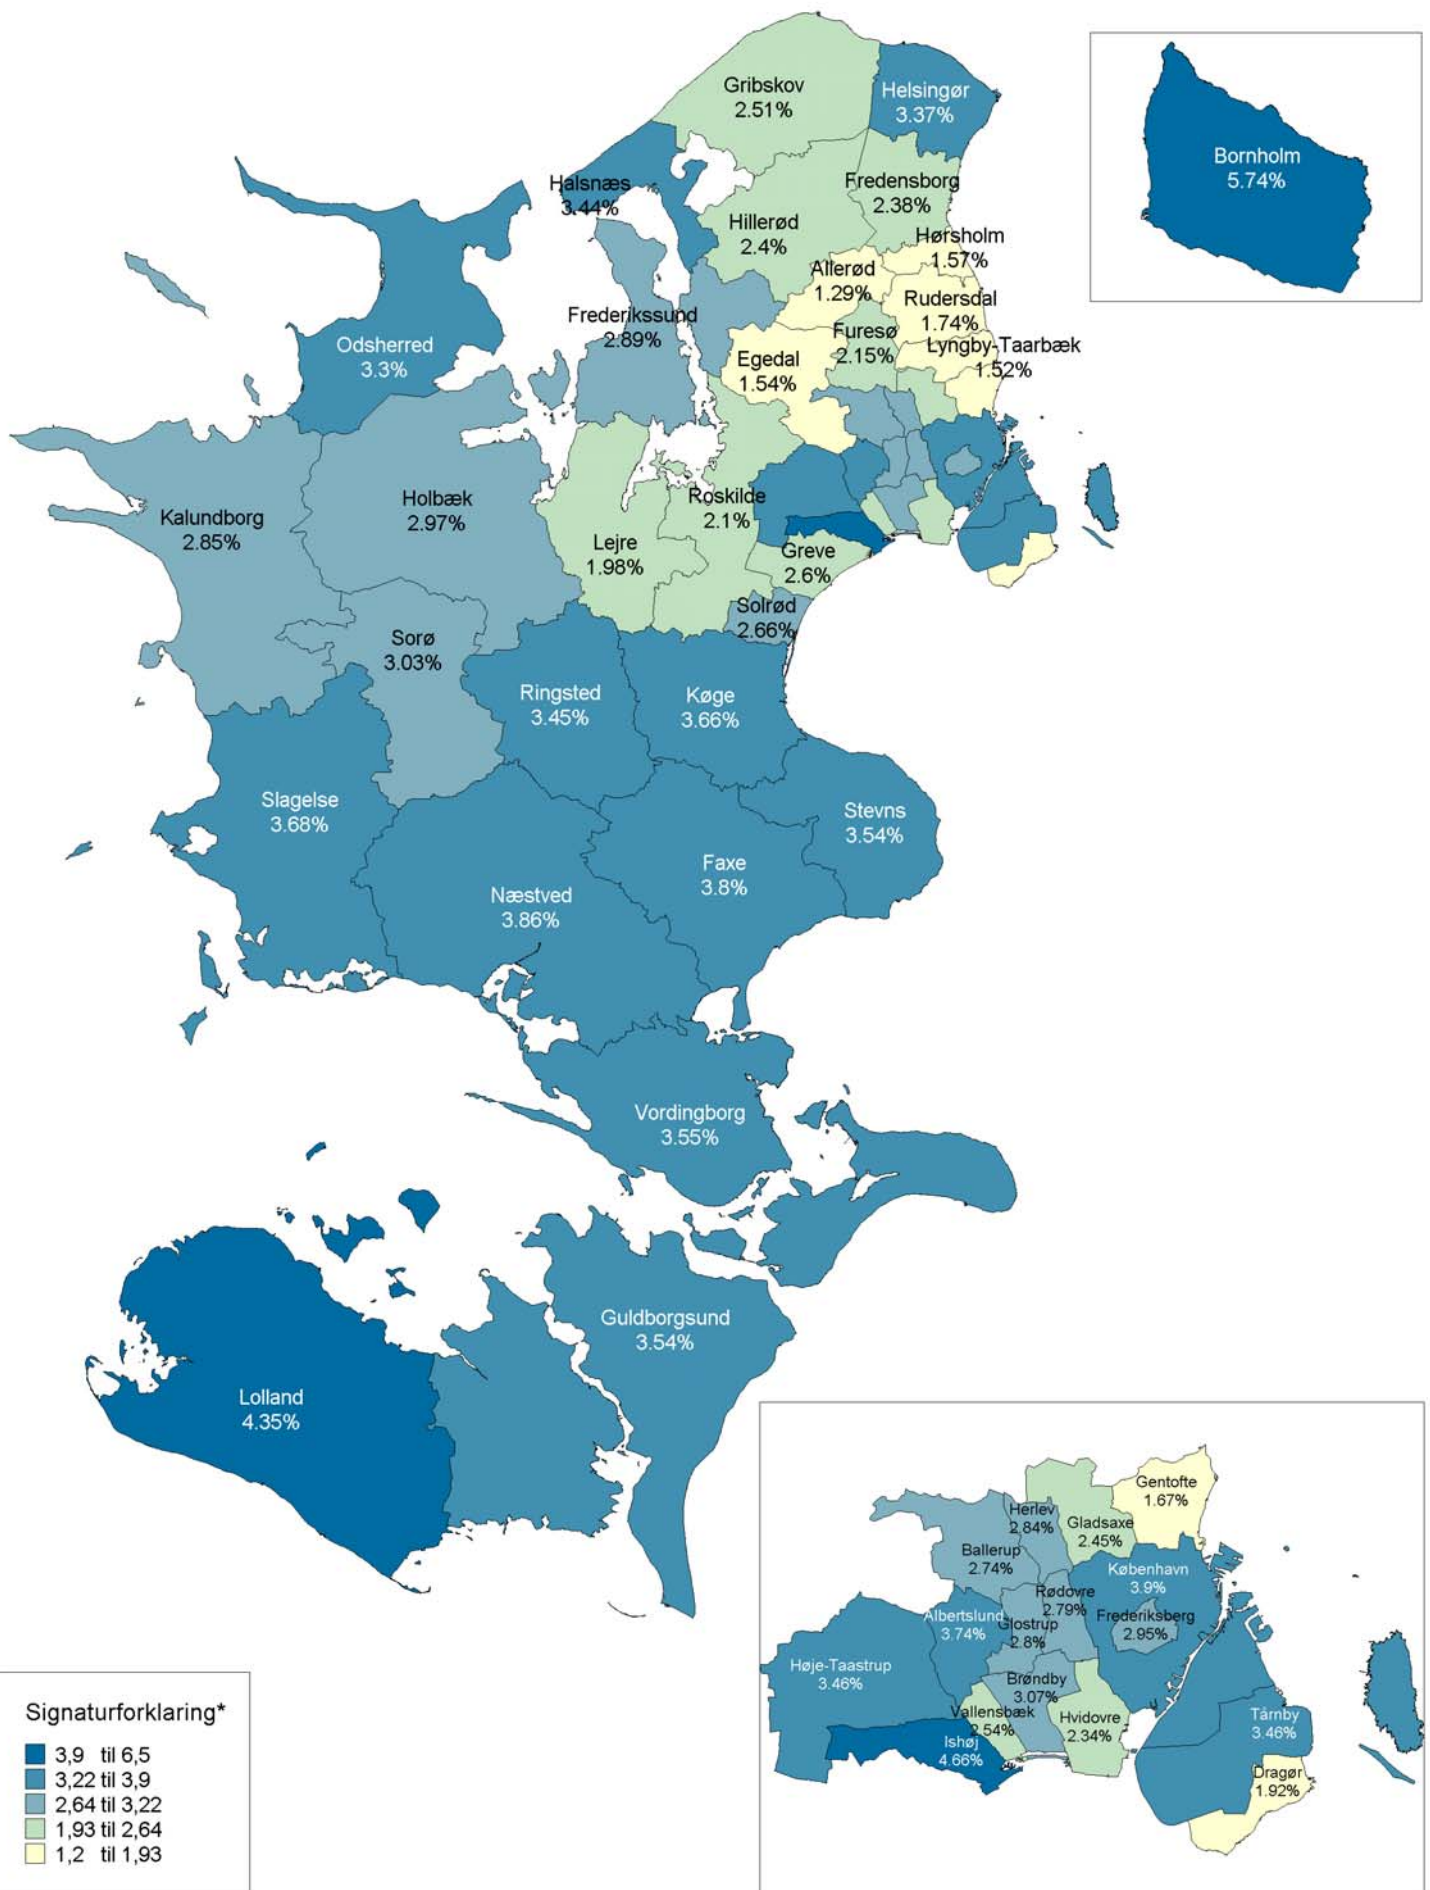 Gribskov
2.51%
Helsingør
3.37%
Bornholm
5.74%
Halsnæs
3.44%
Fredensborg
2.38%
Hillerød
2.4%
Hørsholm
1.57%
Allerød
1.29%
Rudersdal
1.74%
Frederikssund
2.89%
Furesø
2.15%
Lyngby-Taarbæk
1.52%
Odsherred
3.3%
Egedal
1.54%
Kalundborg
2.85%
Holbæk
2.97%
Roskilde
2.1%
Lejre
1.98%
Greve
2.6%
Solrød
2.66%
Sorø
3.03%
Ringsted
3.45%
Køge
3.66%
Slagelse
3.68%
Stevns
3.54%
Faxe
3.8%
Næstved
3.86%
Vordingborg
3.55%
Guldborgsund
3.54%
Lolland
4.35%
Gentofte
1.67%
Herlev
2.84%
Gladsaxe
2.45%
Ballerup
2.74%
København
3.9%
Rødovre
2.79%
Albertslund
3.74%
Glostrup
2.8%
Frederiksberg
2.95%
Høje-Taastrup
3.46%
Brøndby
3.07%
Vallensbæk
2.54%
Hvidovre
2.34%
Ishøj
4.66%
Tårnby
3.46%
Dragør
1.92%
Signaturforklaring*
3,9 til 6,5
3,22 til 3,9
2,64 til 3,22
1,93 til 2,64
1,2 til 1,93